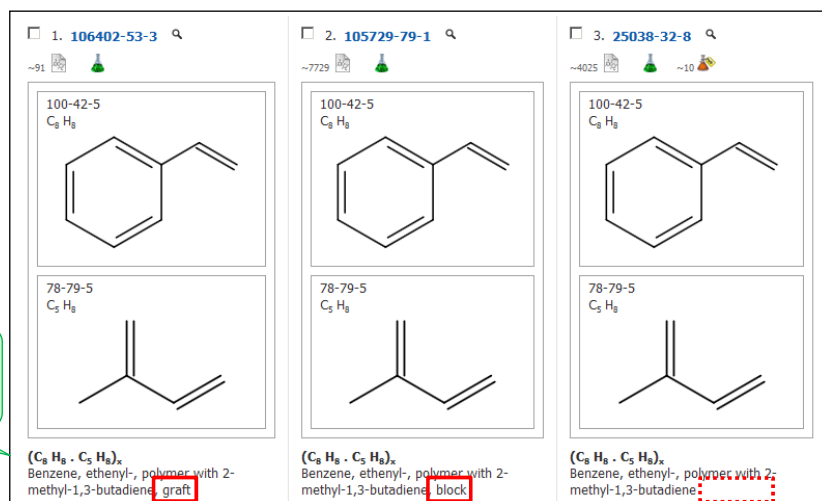 1. 106402-53-3
~91
100-42-5
C₈ H₈
78-79-5
C₅ H₈
(C₈ H₈ . C₅ H₈)ₓ
Benzene, ethenyl-, polymer with 2-
methyl-1,3-butadiene, graft
2. 105729-79-1
~7729
100-42-5
C₈ H₈
78-79-5
C₅ H₈
(C₈ H₈ . C₅ H₈)ₓ
Benzene, ethenyl-, polymer with 2-
methyl-1,3-butadiene, block
3. 25038-32-8
~4025 ~10
100-42-5
C₈ H₈
78-79-5
C₅ H₈
(C₈ H₈ . C₅ H₈)ₓ
Benzene, ethenyl-, polymer with 2-
methyl-1,3-butadiene